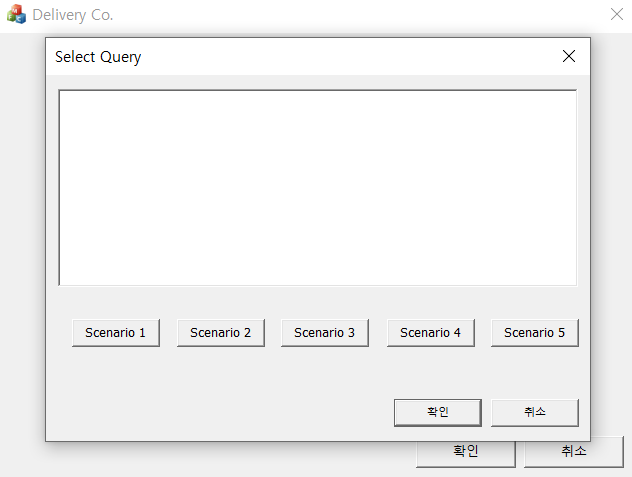 Delivery Co.
Select Query
Scenario 1 Scenario 2 Scenario 3 Scenario 4 Scenario 5
확인 취소
확인 취소